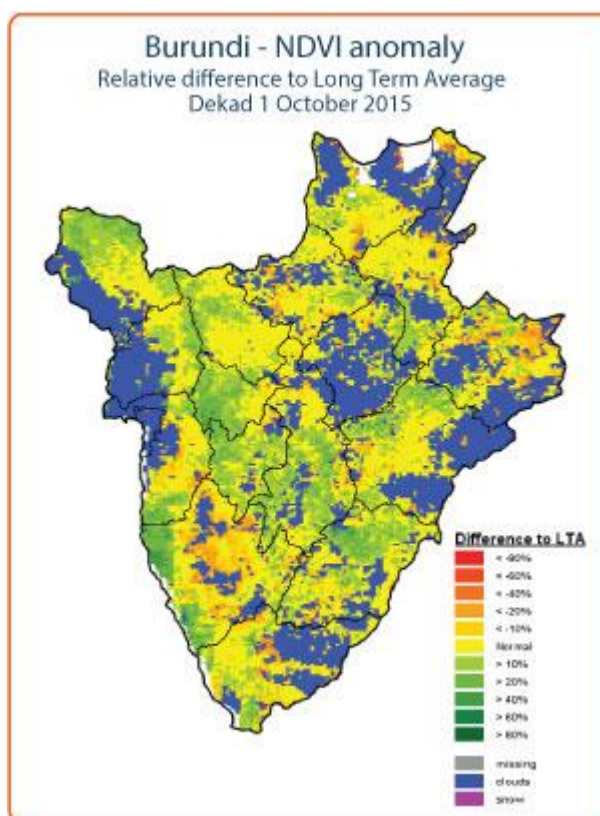 Burundi - NDVI anomaly
Relative difference to Long Term Average
Dekad 1 October 2015
Difference to LTA
< -80%
< -60%
< -40%
< -20%
< -10%
Normal
> 10%
> 20%
> 40%
> 60%
> 80%
missing
clouds
snow